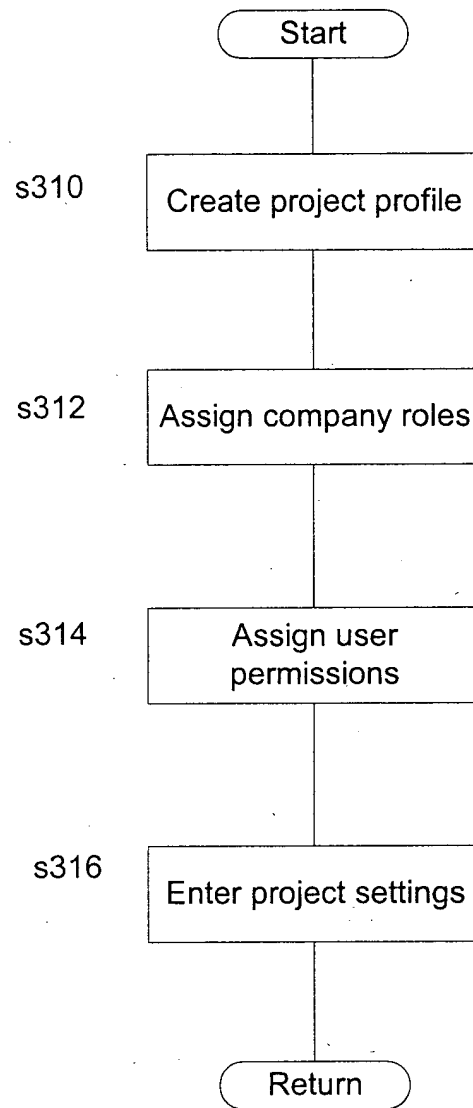 Start
s310
Create project profile
s312
Assign company roles
s314
Assign user
permissions
s316
Enter project settings
Return